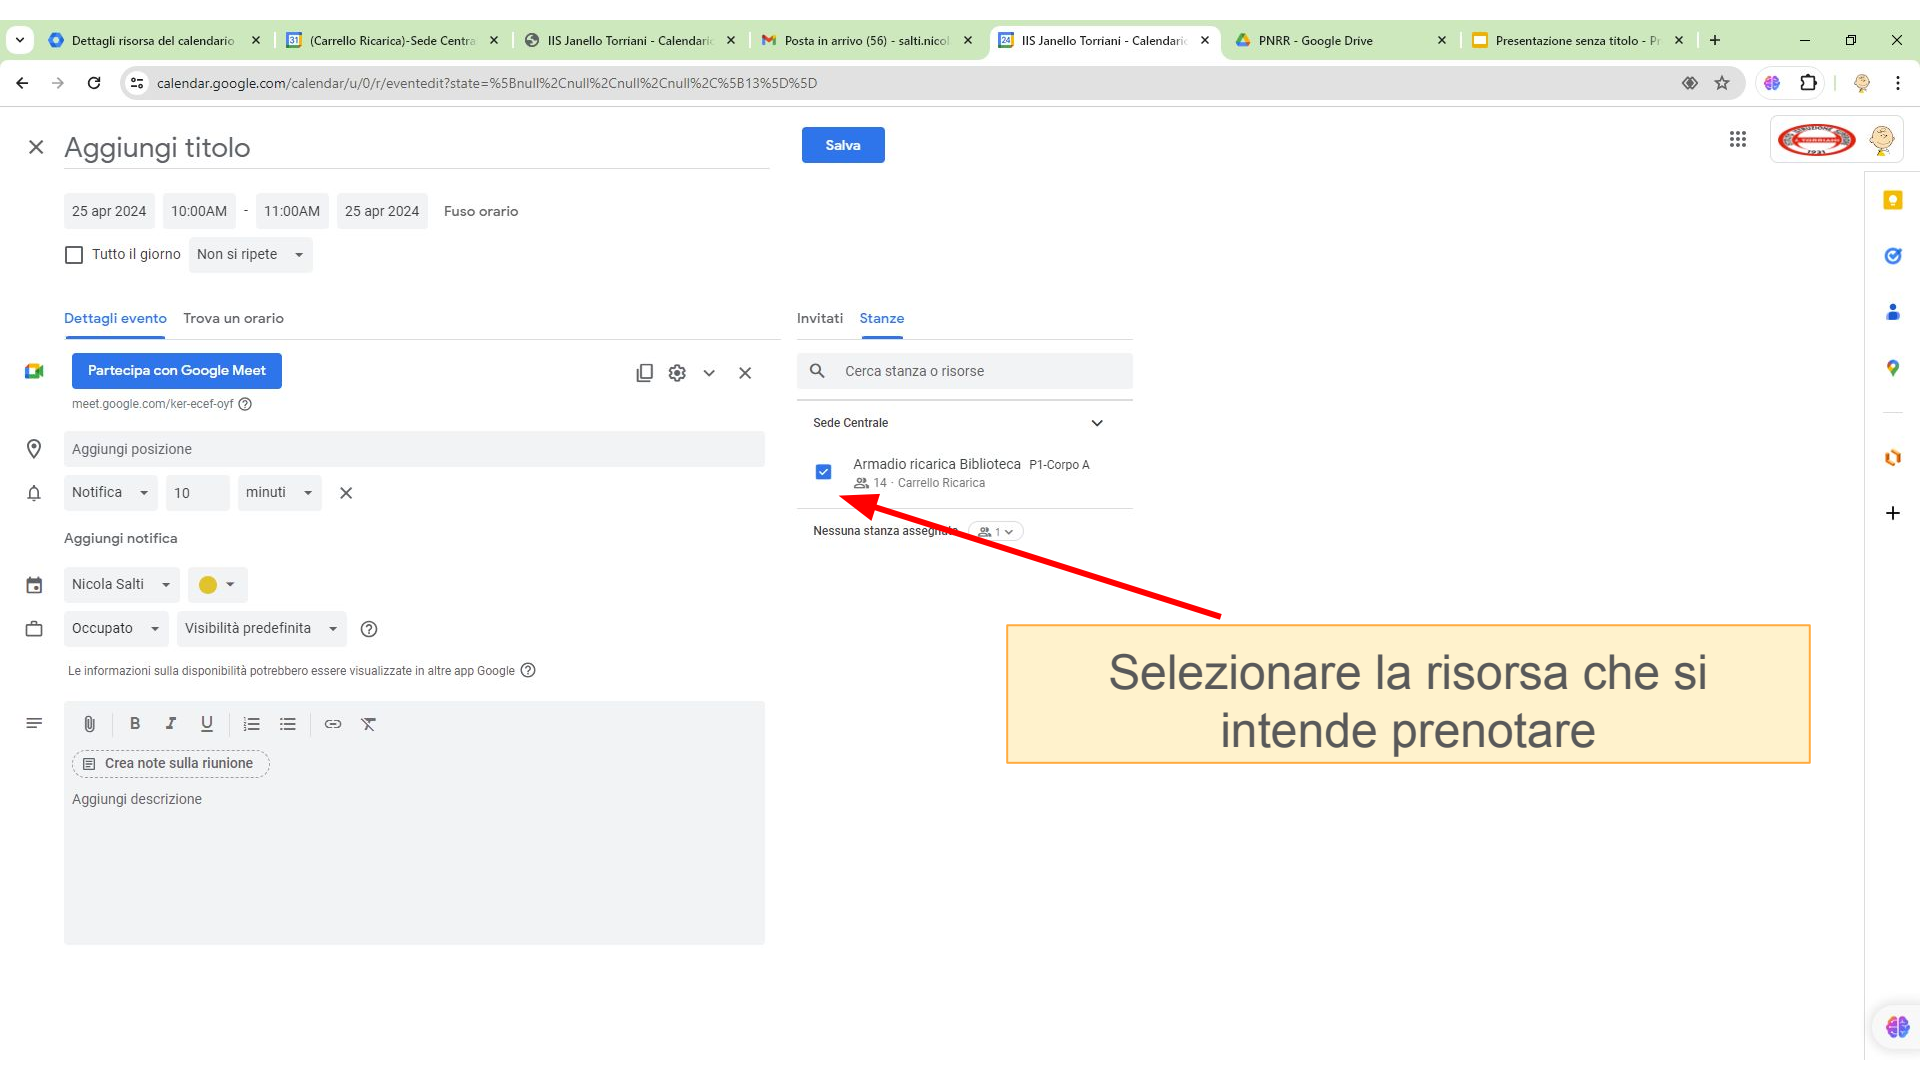 Dettagli risorsa del calendario
(Carrello Ricarica)-Sede Centra
IIS Janello Torriani - Calendario
Posta in arrivo (56) - salti.nicol
IIS Janello Torriani - Calendario
PNRR - Google Drive
Presentazione senza titolo - Pr
calendar.google.com/calendar/u/0/r/eventedit?state=%5Bnull%2Cnull%2Cnull%2Cnull%2C%5B13%5D%5D
Aggiungi titolo
Salva
25 apr 2024 10:00AM - 11:00AM 25 apr 2024 Fuso orario
Tutto il giorno Non si ripete
Dettagli evento Trova un orario
Invitati Stanze
Partecipa con Google Meet
Cerca stanza o risorse
meet.google.com/ker-ecef-oyf
Sede Centrale
Aggiungi posizione
Armadio ricarica Biblioteca P1-Corpo A
14 · Carrello Ricarica
Notifica 10 minuti
Nessuna stanza assegnata 1
Aggiungi notifica
Nicola Salti
Occupato Visibilità predefinita
Le informazioni sulla disponibilità potrebbero essere visualizzate in altre app Google
Selezionare la risorsa che si
intende prenotare
B I U
Crea note sulla riunione
Aggiungi descrizione